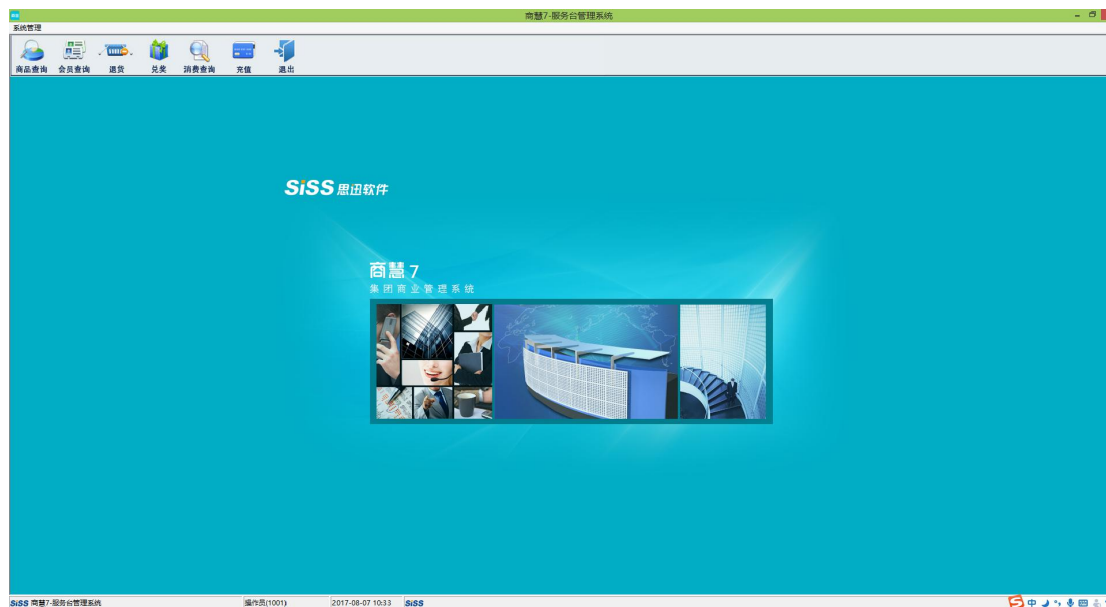 商慧7-服务台管理系统
系统管理
商品查询 会员查询 退货 兑奖 消费查询 充值 退出
SiSS 思迅软件
商慧7
集团商业管理系统
SiSS 商慧7-服务台管理系统 操作员(1001) 2017-08-07 10:33 SiSS
中